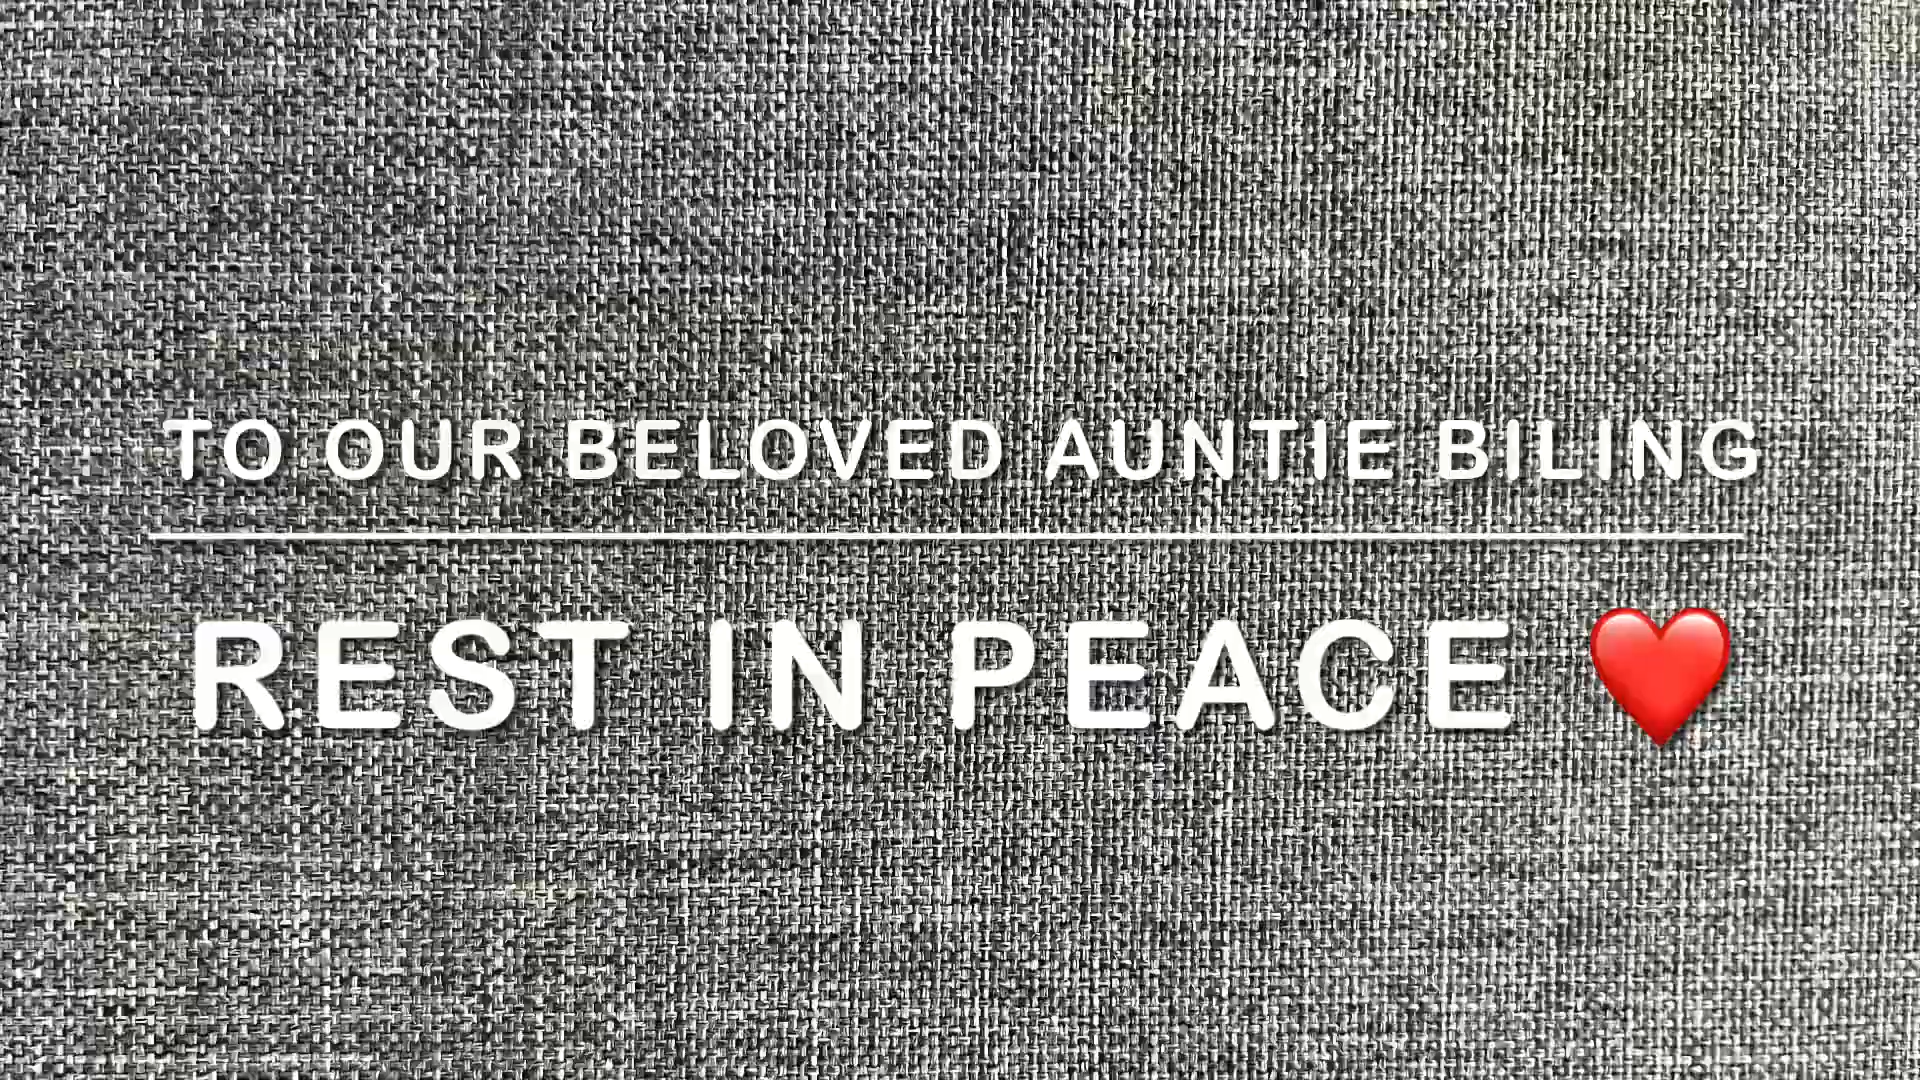 TO OUR BELOVED AUNTIE BILING
REST IN PEACE ❤️